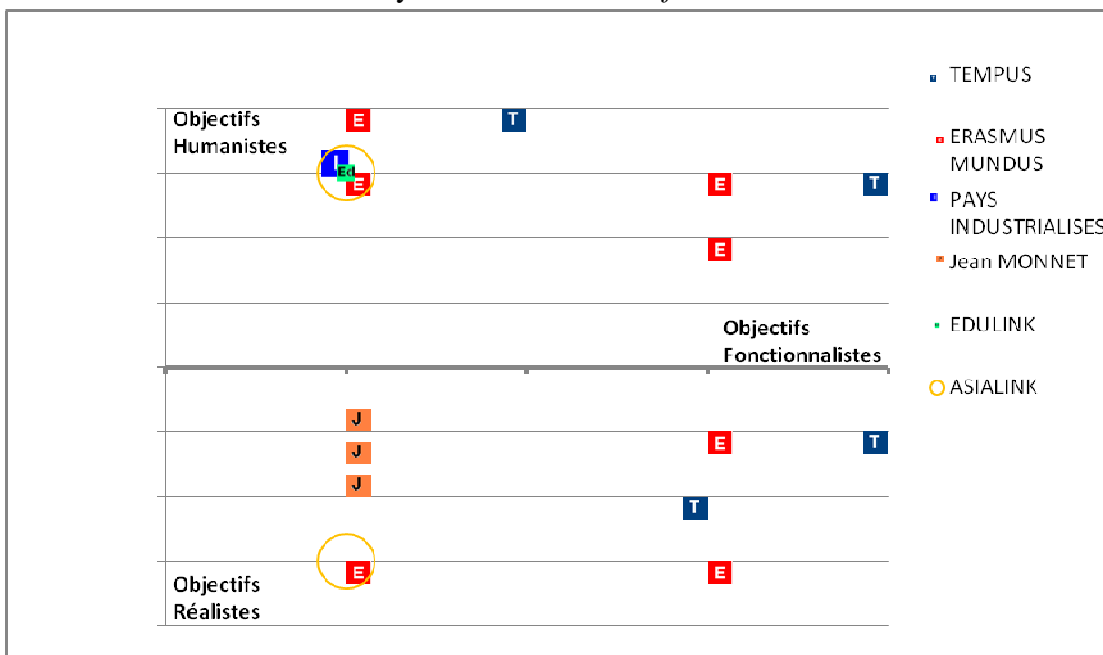 Objectifs
Humanistes
E
T
I
Ed
E
E
T
E
Objectifs
Fonctionnalistes
J
E
T
J
J
T
E
E
Objectifs
Réalistes
T TEMPUS
ERASMUS
MUNDUS
PAYS
INDUSTRIALISES
Jean MONNET
EDULINK
ASIALINK